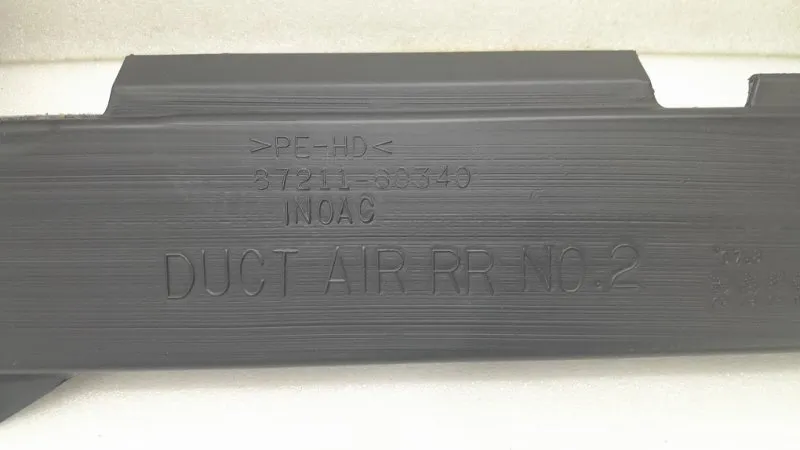 >PE-HD<
87211-60340
INOAC
DUCT AIR RR NO.2